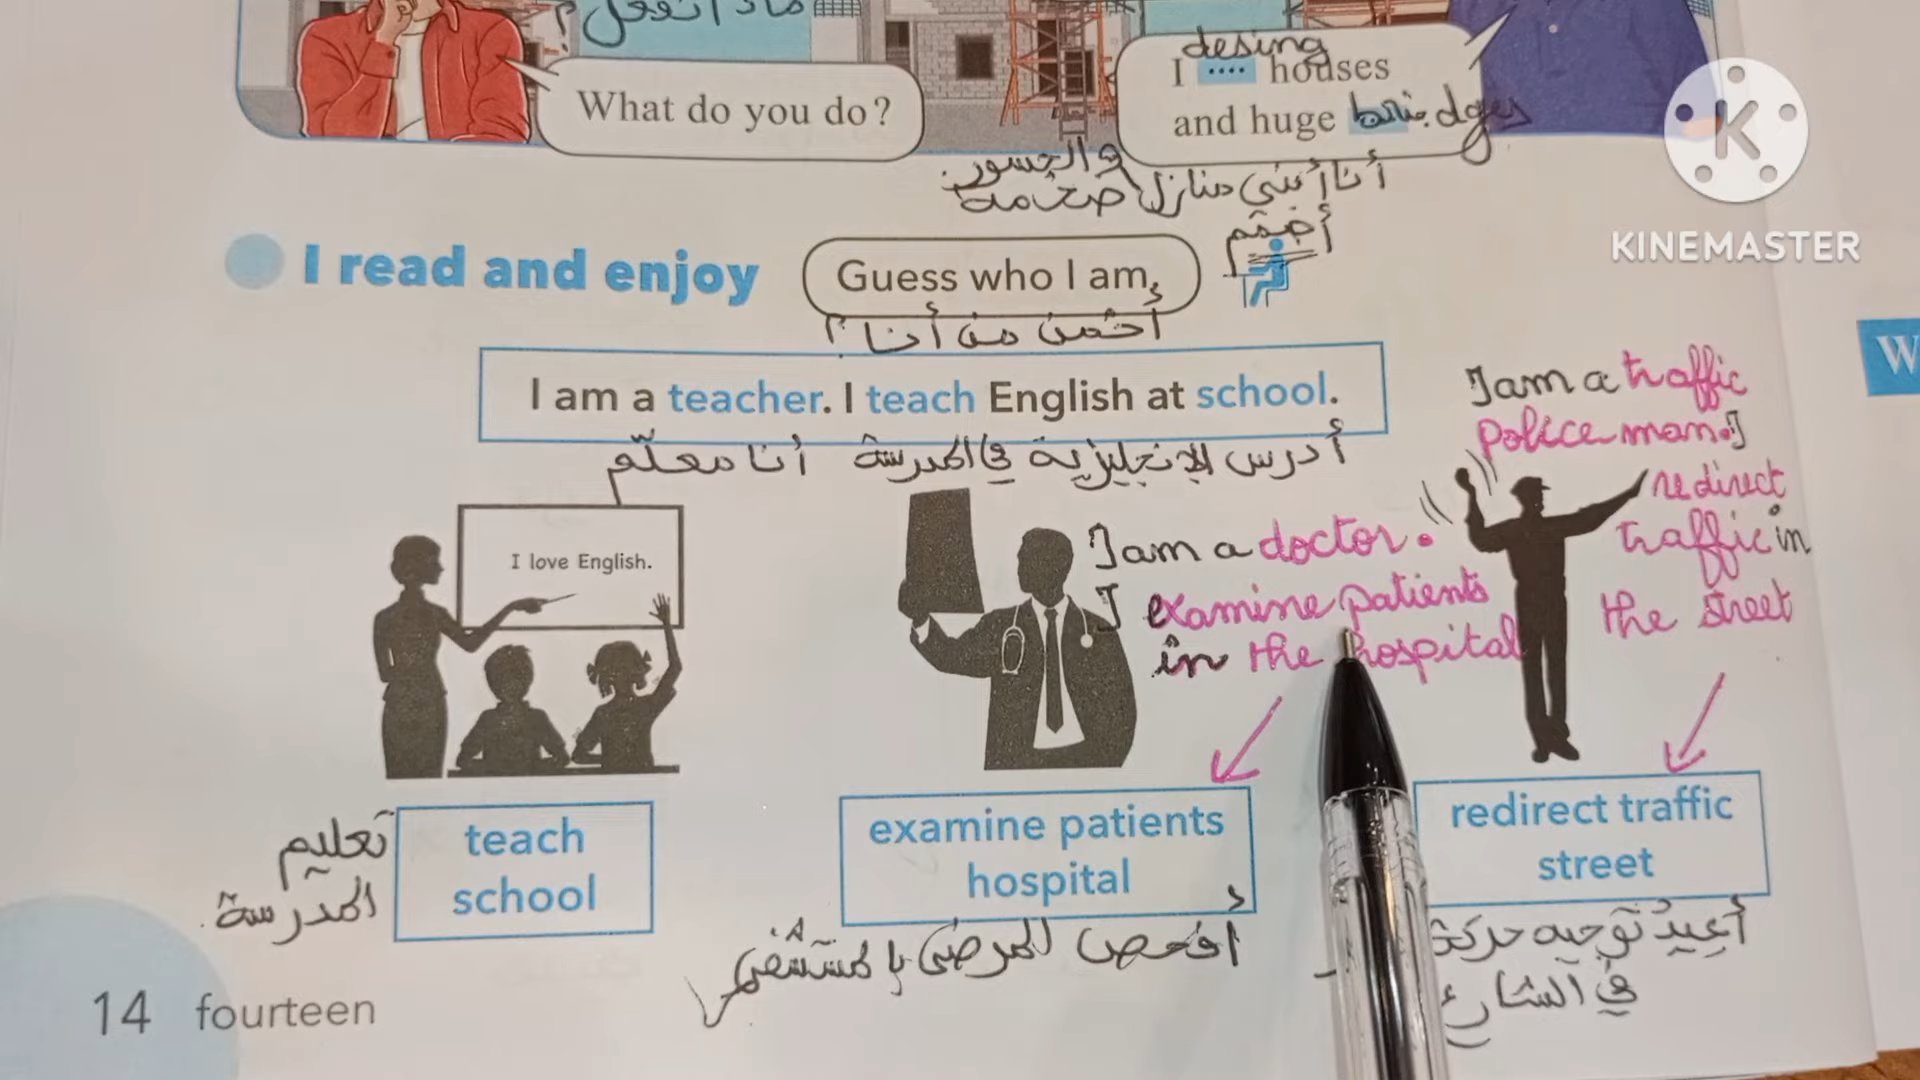 ماذا تفعل؟
desing
I .... houses
What do you do?
and huge bridges
والجسور.
أنا أبني منازل ضخمة
أصمم
KINEMASTER
I read and enjoy
Guess who I am.
أخمن من أنا؟
I am a teacher. I teach English at school.
أنا معلّم أدرس الإنجليزية في المدرسة
I am a traffic
police man. I
redirect
traffic in
the street
I love English.
I am a doctor.
I examine patients
in the hospital
تعليم
المدرسة
teach
school
examine patients
hospital
redirect traffic
street
أفحص المرضى بالمستشفى
أعيد توجيه حركة
في الشارع
14 fourteen
W